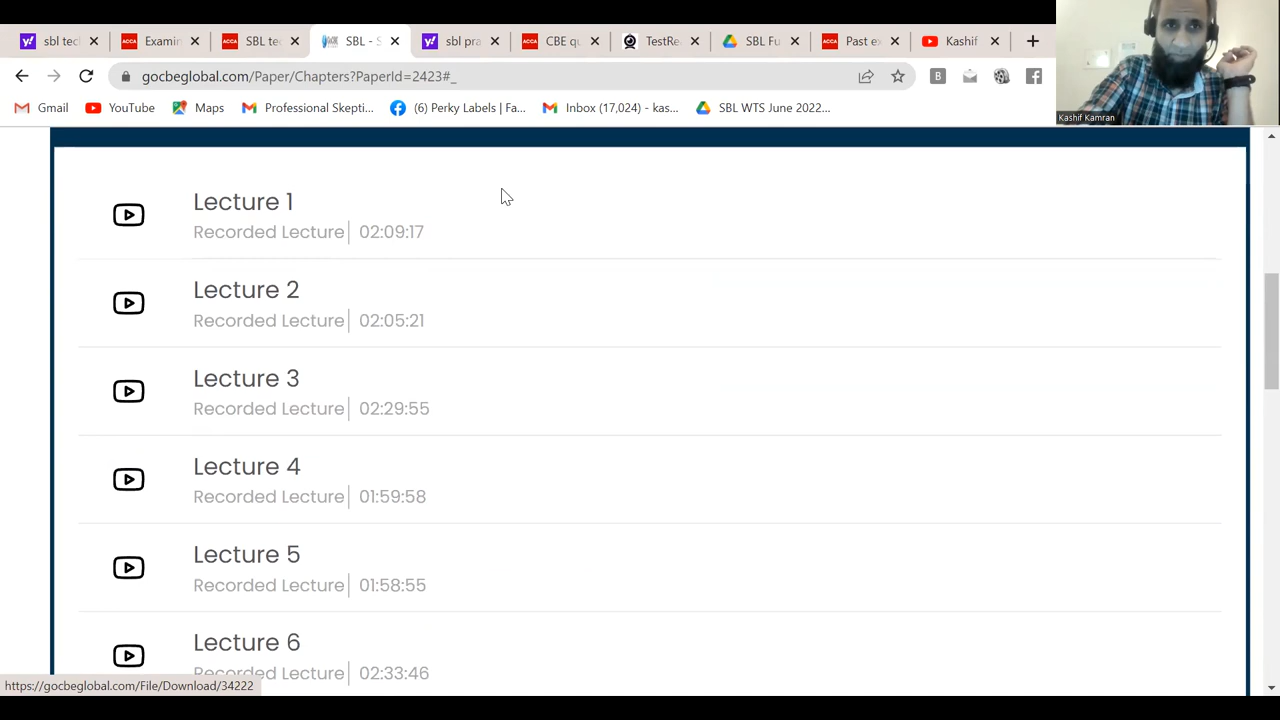 sbl tec
Examin
SBL te
SBL - S
sbl pra
CBE qu
TestRe
SBL Fu
Past e
Kashif
gocbeglobal.com/Paper/Chapters?PaperId=2423#_
Gmail
YouTube
Maps
Professional Skepti...
(6) Perky Labels | Fa...
Inbox (17,024) - kas...
SBL WTS June 2022...
Kashif Kamran
Lecture 1
Recorded Lecture | 02:09:17
Lecture 2
Recorded Lecture | 02:05:21
Lecture 3
Recorded Lecture | 02:29:55
Lecture 4
Recorded Lecture | 01:59:58
Lecture 5
Recorded Lecture | 01:58:55
Lecture 6
Recorded Lecture | 02:33:46
https://gocbeglobal.com/File/Download/34222